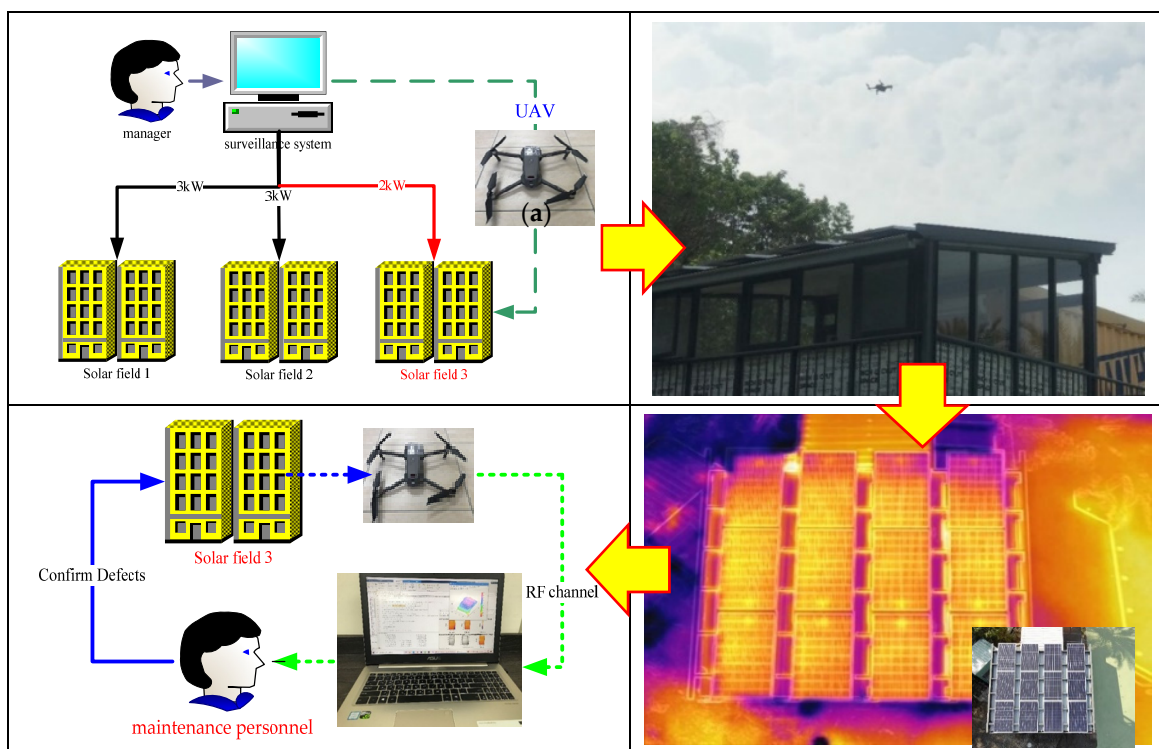 manager
surveillance system
UAV
3kW
3kW
2kW
(a)
Solar field 1
Solar field 2
Solar field 3
Solar field 3
Confirm Defects
RF channel
maintenance personnel
ASUS